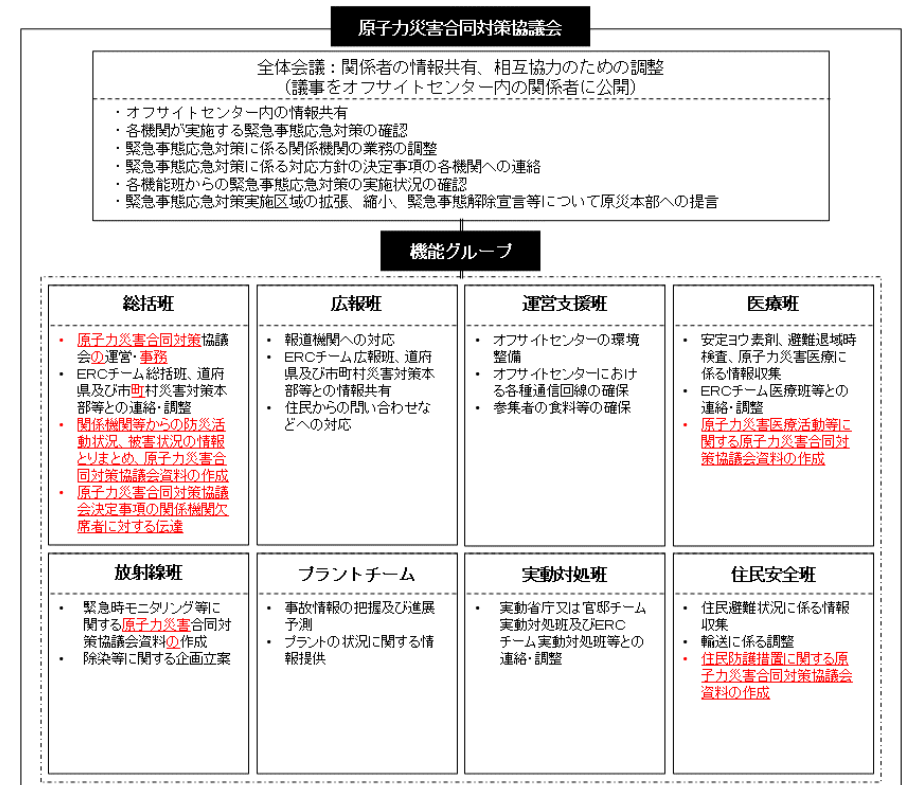 原子力災害合同対策協議会
全体会議：関係者の情報共有、相互協力のための調整
（議事をオフサイトセンター内の関係者に公開）
・オフサイトセンター内の情報共有
・各機関が実施する緊急事態応急対策の確認
・緊急事態応急対策に係る関係機関の業務の調整
・緊急事態応急対策に係る対応方針の決定事項の各機関への連絡
・各機能班からの緊急事態応急対策の実施状況の確認
・緊急事態応急対策実施区域の拡張、縮小、緊急事態解除宣言等について原災本部への提言
機能グループ
総括班
• 原子力災害合同対策協議
会の運営・事務
• ERCチーム総括班、道府
県及び市町村災害対策本
部等との連絡・調整
• 関係機関等からの防災活
動状況、被害状況の情報
とりまとめ、原子力災害合
同対策協議会資料の作成
• 原子力災害合同対策協議
会決定事項の関係機関欠
席者に対する伝達
広報班
• 報道機関への対応
• ERCチーム広報班、道府
県及び市町村災害対策本
部等との情報共有
• 住民からの問い合わせな
どへの対応
運営支援班
• オフサイトセンターの環境
整備
• オフサイトセンターにおけ
る各種通信回線の確保
• 参集者の食料等の確保
医療班
• 安定ヨウ素剤、避難退域時
検査、原子力災害医療に
係る情報収集
• ERCチーム医療班等との
連絡・調整
• 原子力災害医療活動等に
関する原子力災害合同対
策協議会資料の作成
放射線班
• 緊急時モニタリング等に
関する原子力災害合同対
策協議会資料の作成
• 除染等に関する企画立案
プラントチーム
• 事故情報の把握及び進展
予測
• プラントの状況に関する情
報提供
実動対処班
• 実動省庁又は官邸チーム
実動対処班及びERC
チーム実動対処班等との
連絡・調整
住民安全班
• 住民避難状況に係る情報
収集
• 輸送に係る調整
• 住民防護措置に関する原
子力災害合同対策協議会
資料の作成